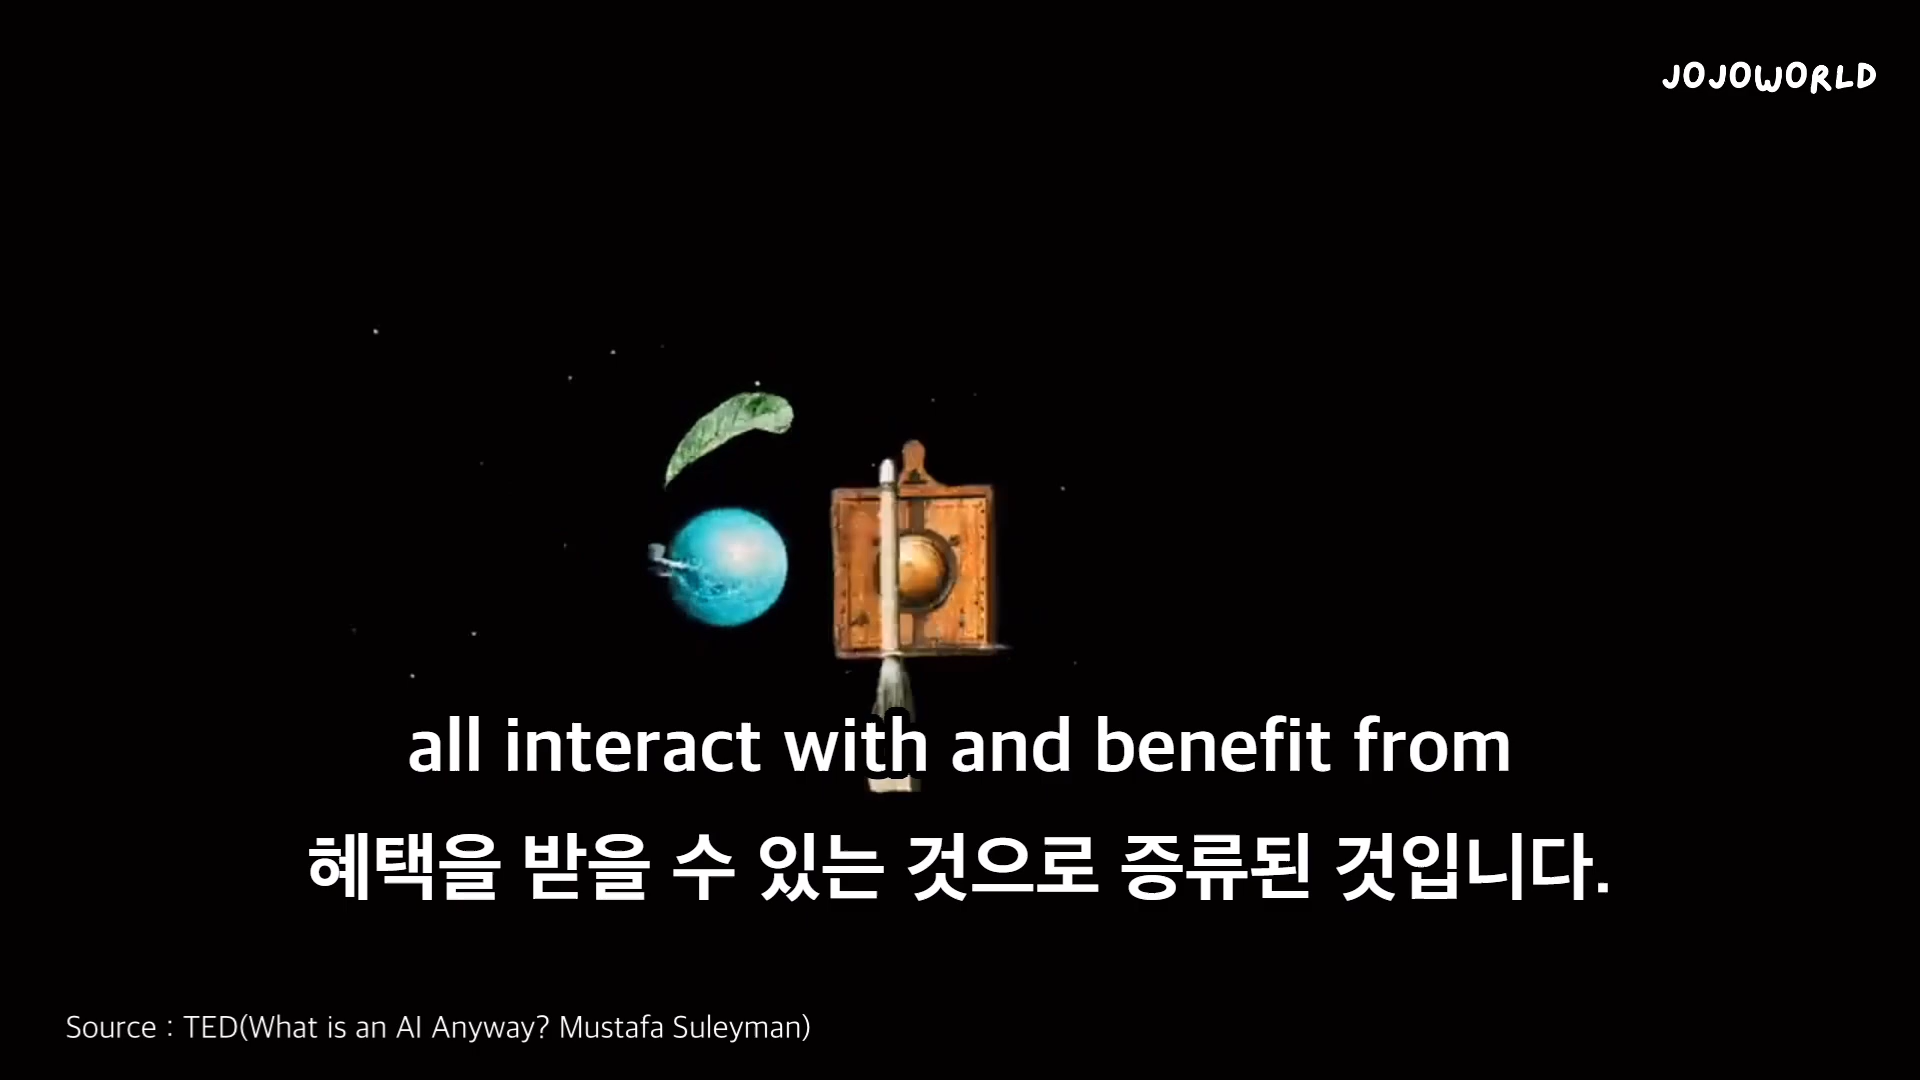 JOJOWORLD
all interact with and benefit from
혜택을 받을 수 있는 것으로 증류된 것입니다.
Source : TED(What is an AI Anyway? Mustafa Suleyman)